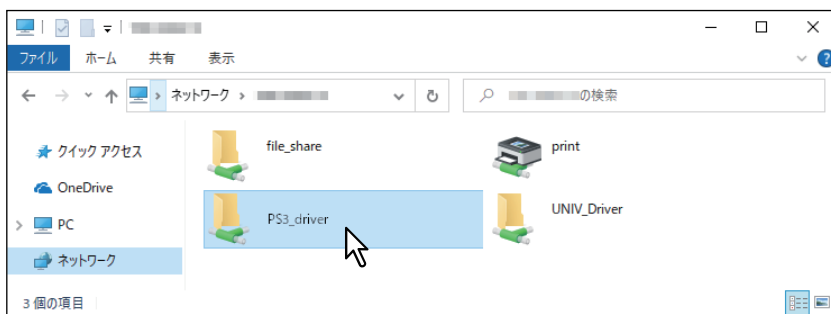 ファイル ホーム 共有 表示
ネットワーク
の検索
クイック アクセス
OneDrive
PC
ネットワーク
file_share
print
PS3_driver
UNIV_Driver
3 個の項目